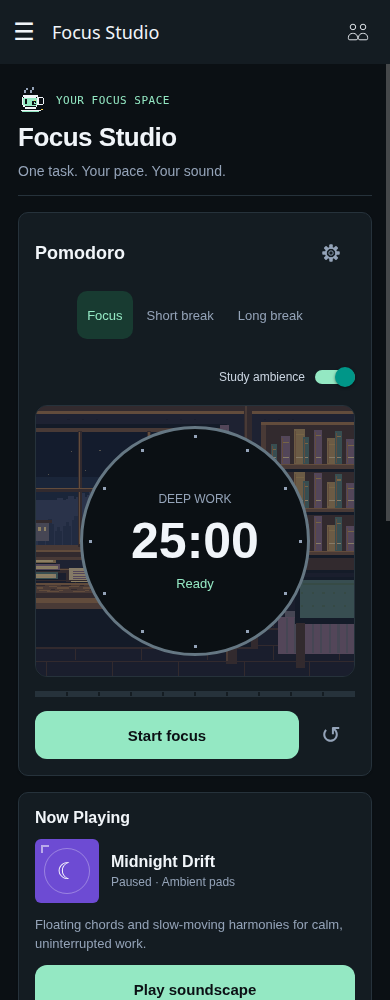 Focus Studio
YOUR FOCUS SPACE
Focus Studio
One task. Your pace. Your sound.
Pomodoro
Focus
Short break
Long break
Study ambience
DEEP WORK
25:00
Ready
Start focus
Now Playing
Midnight Drift
Paused · Ambient pads
Floating chords and slow-moving harmonies for calm,
uninterrupted work.
Play soundscape